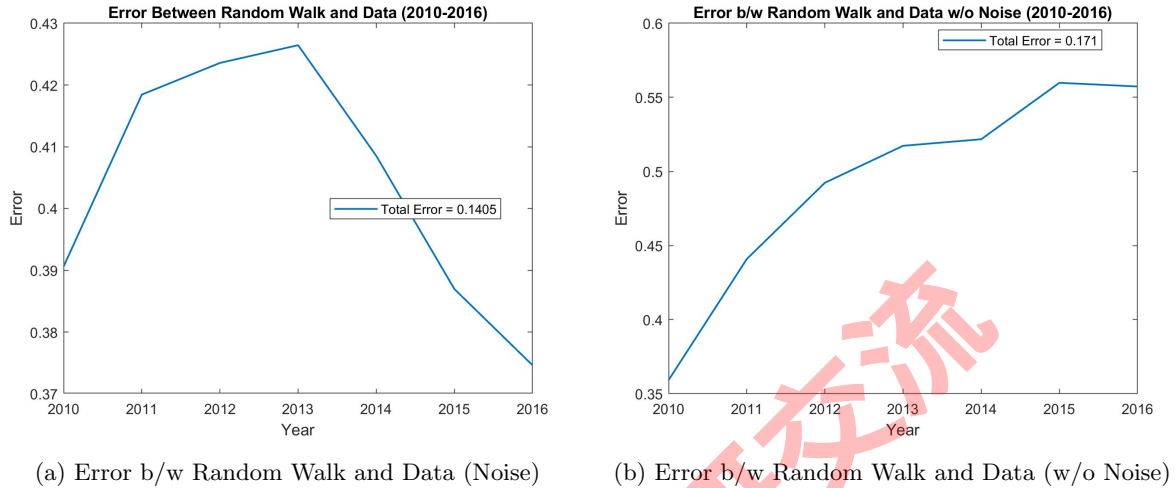 Error Between Random Walk and Data (2010-2016)
0.43
0.42
0.41
0.4
0.39
0.38
0.37
Error
Total Error = 0.1405
2010 2011 2012 2013 2014 2015 2016
Year
(a) Error b/w Random Walk and Data (Noise)
Error b/w Random Walk and Data w/o Noise (2010-2016)
0.6
0.55
0.5
0.45
0.4
0.35
Error
Total Error = 0.171
2010 2011 2012 2013 2014 2015 2016
Year
(b) Error b/w Random Walk and Data (w/o Noise)
交流